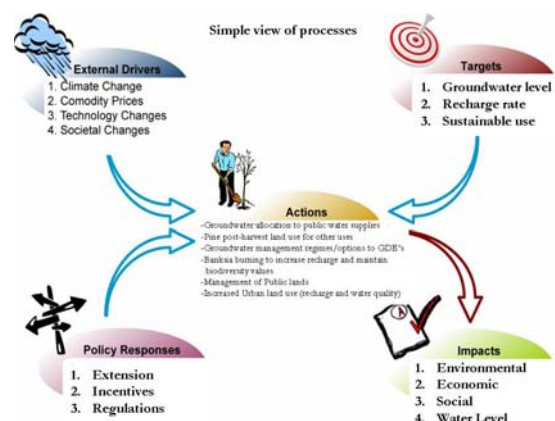 Simple view of processes
External Drivers
1. Climate Change
2. Comodity Prices
3. Technology Changes
4. Societal Changes
Targets
1. Groundwater level
2. Recharge rate
3. Sustainable use
Actions
-Groundwater allocation to public water supplies
-Pine post-harvest land use for other uses
-Groundwater management regimes/options to GDE's
-Banksia burning to increase recharge and maintain
biodiversity values
-Management of Public lands
-Increased Urban land use (recharge and water quality)
Policy Responses
1. Extension
2. Incentives
3. Regulations
Impacts
1. Environmental
2. Economic
3. Social
4. Water Level